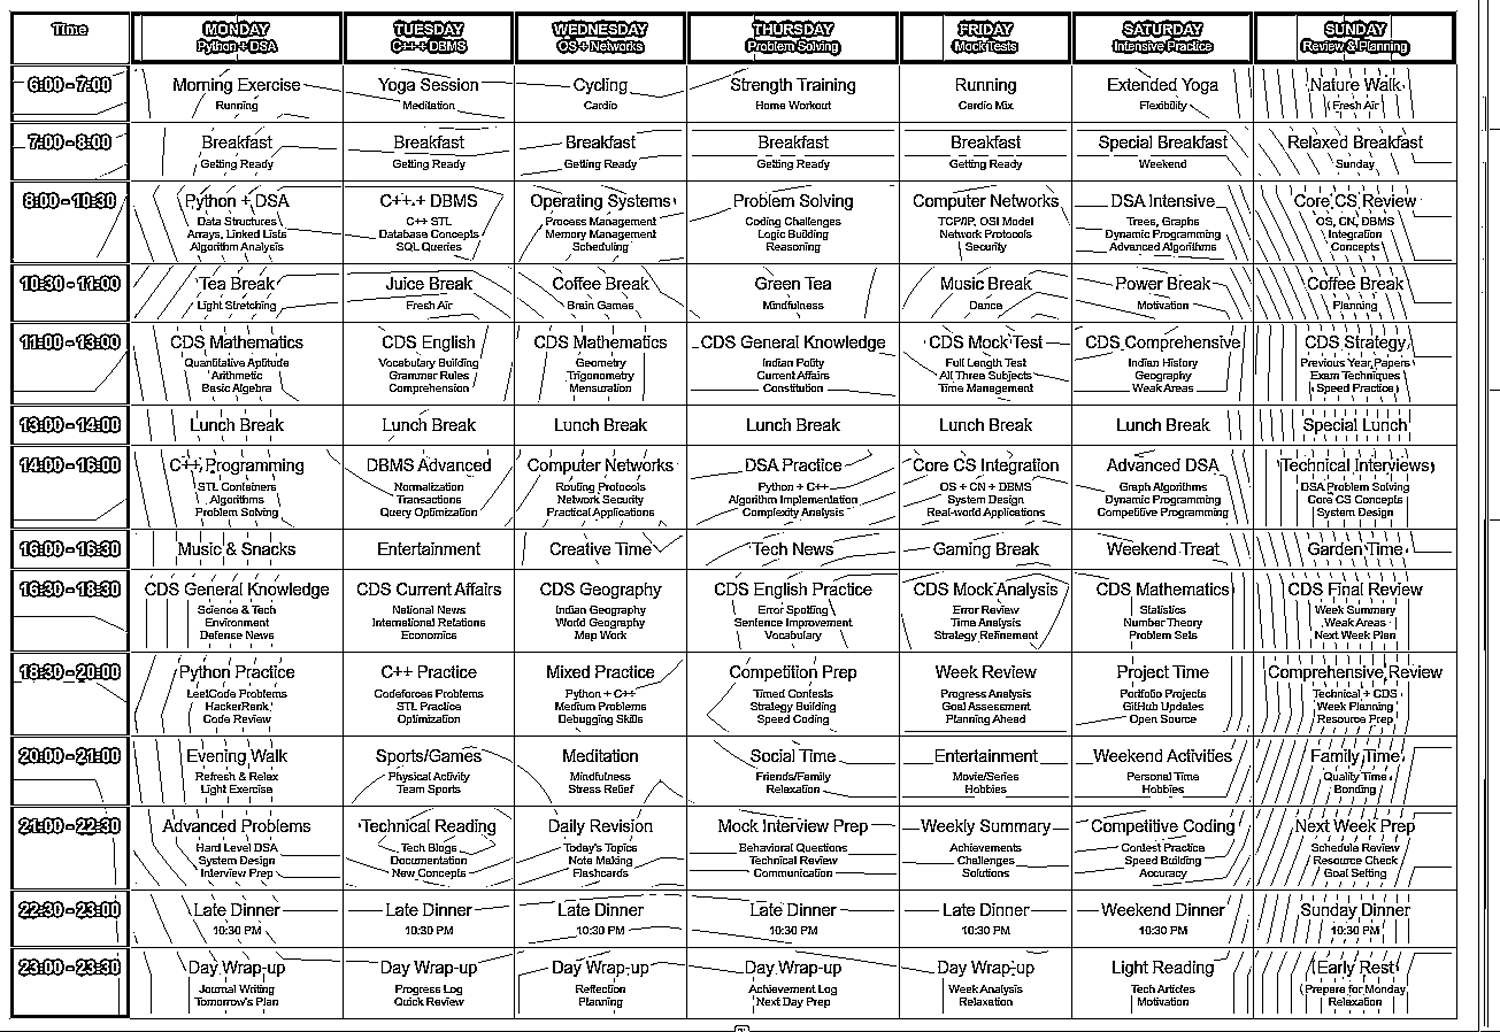 Time
MONDAY
Python + DSA
TUESDAY
C++ + DBMS
WEDNESDAY
OS + Networks
THURSDAY
Problem Solving
FRIDAY
Mock Tests
SATURDAY
Intensive Practice
SUNDAY
Review & Planning
6:00 - 7:00
Morning Exercise
Running
Yoga Session
Meditation
Cycling
Cardio
Strength Training
Home Workout
Running
Cardio Mix
Extended Yoga
Flexibility
Nature Walk
Fresh Air
7:00 - 8:00
Breakfast
Getting Ready
Breakfast
Getting Ready
Breakfast
Getting Ready
Breakfast
Getting Ready
Breakfast
Getting Ready
Special Breakfast
Weekend
Relaxed Breakfast
Sunday
8:00 - 10:30
Python + DSA
Data Structures
Arrays, Linked Lists
Algorithm Analysis
C++ + DBMS
C++ STL
Database Concepts
SQL Queries
Operating Systems
Process Management
Memory Management
Scheduling
Problem Solving
Coding Challenges
Logic Building
Reasoning
Computer Networks
TCP/IP, OSI Model
Network Protocols
Security
DSA Intensive
Trees, Graphs
Dynamic Programming
Advanced Algorithms
Core CS Review
OS, CN, DBMS
Integration
Concepts
10:30 - 11:00
Tea Break
Light Stretching
Juice Break
Fresh Air
Coffee Break
Brain Games
Green Tea
Mindfulness
Music Break
Dance
Power Break
Motivation
Coffee Break
Planning
11:00 - 13:00
CDS Mathematics
Quantitative Aptitude
Arithmetic
Basic Algebra
CDS English
Vocabulary Building
Grammar Rules
Comprehension
CDS Mathematics
Geometry
Trigonometry
Mensuration
CDS General Knowledge
Indian Polity
Current Affairs
Constitution
CDS Mock Test
Full Length Test
All Three Subjects
Time Management
CDS Comprehensive
Indian History
Geography
Weak Areas
CDS Strategy
Previous Year Papers
Exam Techniques
Speed Practice
13:00 - 14:00
Lunch Break
Lunch Break
Lunch Break
Lunch Break
Lunch Break
Lunch Break
Special Lunch
14:00 - 16:00
C++ Programming
STL Containers
Algorithms
Problem Solving
DBMS Advanced
Normalization
Transactions
Query Optimization
Computer Networks
Routing Protocols
Network Security
Practical Applications
DSA Practice
Python + C++
Algorithm Implementation
Complexity Analysis
Core CS Integration
OS + CN + DBMS
System Design
Real-world Applications
Advanced DSA
Graph Algorithms
Dynamic Programming
Competitive Programming
Technical Interviews
DSA Problem Solving
Core CS Concepts
System Design
16:00 - 16:30
Music & Snacks
Entertainment
Creative Time
Tech News
Gaming Break
Weekend Treat
Garden Time
16:30 - 18:30
CDS General Knowledge
Science & Tech
Environment
Defense News
CDS Current Affairs
National News
International Relations
Economics
CDS Geography
Indian Geography
World Geography
Map Work
CDS English Practice
Error Spotting
Sentence Improvement
Vocabulary
CDS Mock Analysis
Error Review
Time Analysis
Strategy Refinement
CDS Mathematics
Statistics
Number Theory
Problem Sets
CDS Final Review
Week Summary
Weak Areas
Next Week Plan
18:30 - 20:00
Python Practice
LeetCode Problems
HackerRank
Code Review
C++ Practice
Codeforces Problems
STL Practice
Optimization
Mixed Practice
Python + C++
Medium Problems
Debugging Skills
Competition Prep
Timed Contests
Strategy Building
Speed Coding
Week Review
Progress Analysis
Goal Assessment
Planning Ahead
Project Time
Portfolio Projects
GitHub Updates
Open Source
Comprehensive Review
Technical + CDS
Week Planning
Resource Prep
20:00 - 21:00
Evening Walk
Refresh & Relax
Light Exercise
Sports/Games
Physical Activity
Team Sports
Meditation
Mindfulness
Stress Relief
Social Time
Friends/Family
Relaxation
Entertainment
Movie/Series
Hobbies
Weekend Activities
Personal Time
Hobbies
Family Time
Quality Time
Bonding
21:00 - 22:30
Advanced Problems
Hard Level DSA
System Design
Interview Prep
Technical Reading
Tech Blogs
Documentation
New Concepts
Daily Revision
Today's Topics
Note Making
Flashcards
Mock Interview Prep
Behavioral Questions
Technical Review
Communication
Weekly Summary
Achievements
Challenges
Solutions
Competitive Coding
Contest Practice
Speed Building
Accuracy
Next Week Prep
Schedule Review
Resource Check
Goal Setting
22:30 - 23:00
Late Dinner
10:30 PM
Late Dinner
10:30 PM
Late Dinner
10:30 PM
Late Dinner
10:30 PM
Late Dinner
10:30 PM
Weekend Dinner
10:30 PM
Sunday Dinner
10:30 PM
23:00 - 23:30
Day Wrap-up
Journal Writing
Tomorrow's Plan
Day Wrap-up
Progress Log
Quick Review
Day Wrap-up
Reflection
Planning
Day Wrap-up
Achievement Log
Next Day Prep
Day Wrap-up
Week Analysis
Relaxation
Light Reading
Tech Articles
Motivation
Early Rest
Prepare for Monday
Relaxation